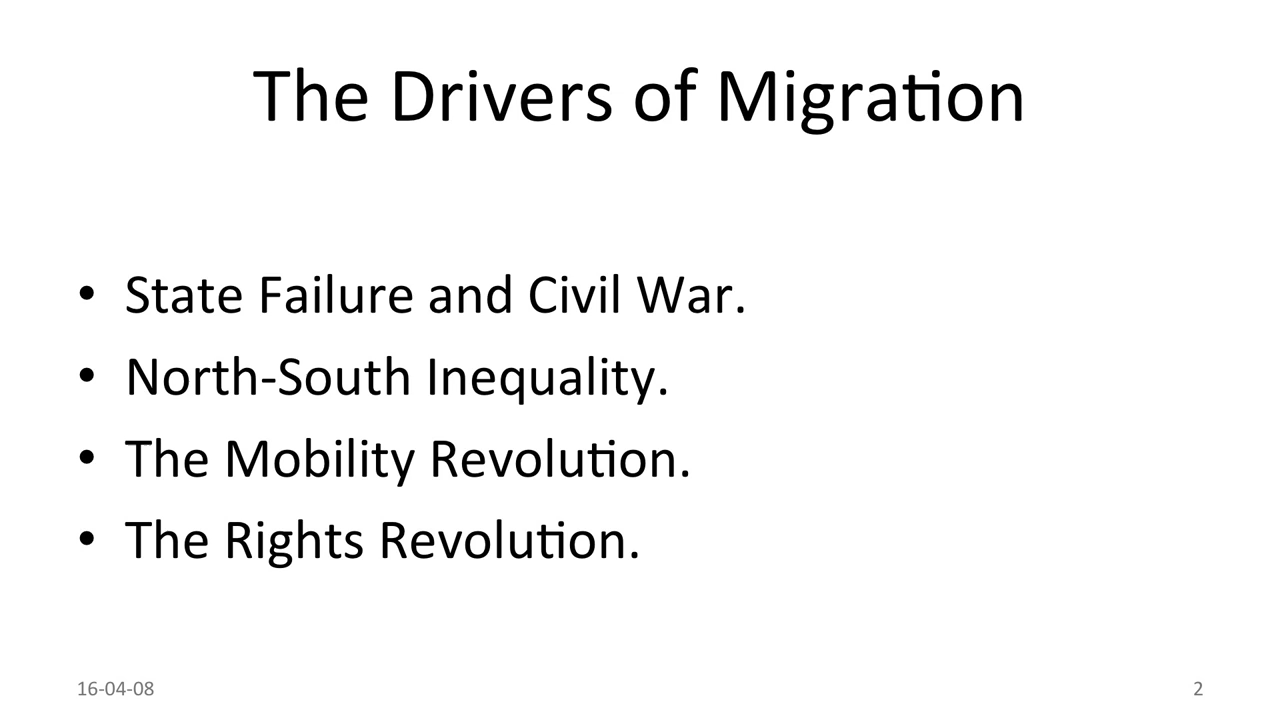 The Drivers of Migration
• State Failure and Civil War.
• North-South Inequality.
• The Mobility Revolution.
• The Rights Revolution.
16-04-08
2